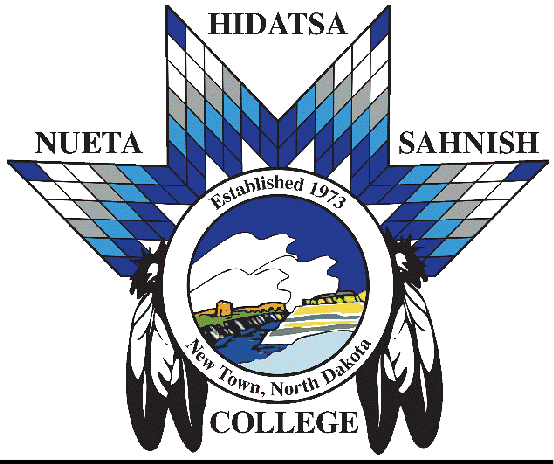 HIDATSA
NUETA
SAHNISH
Established 1973
New Town, North Dakota
COLLEGE